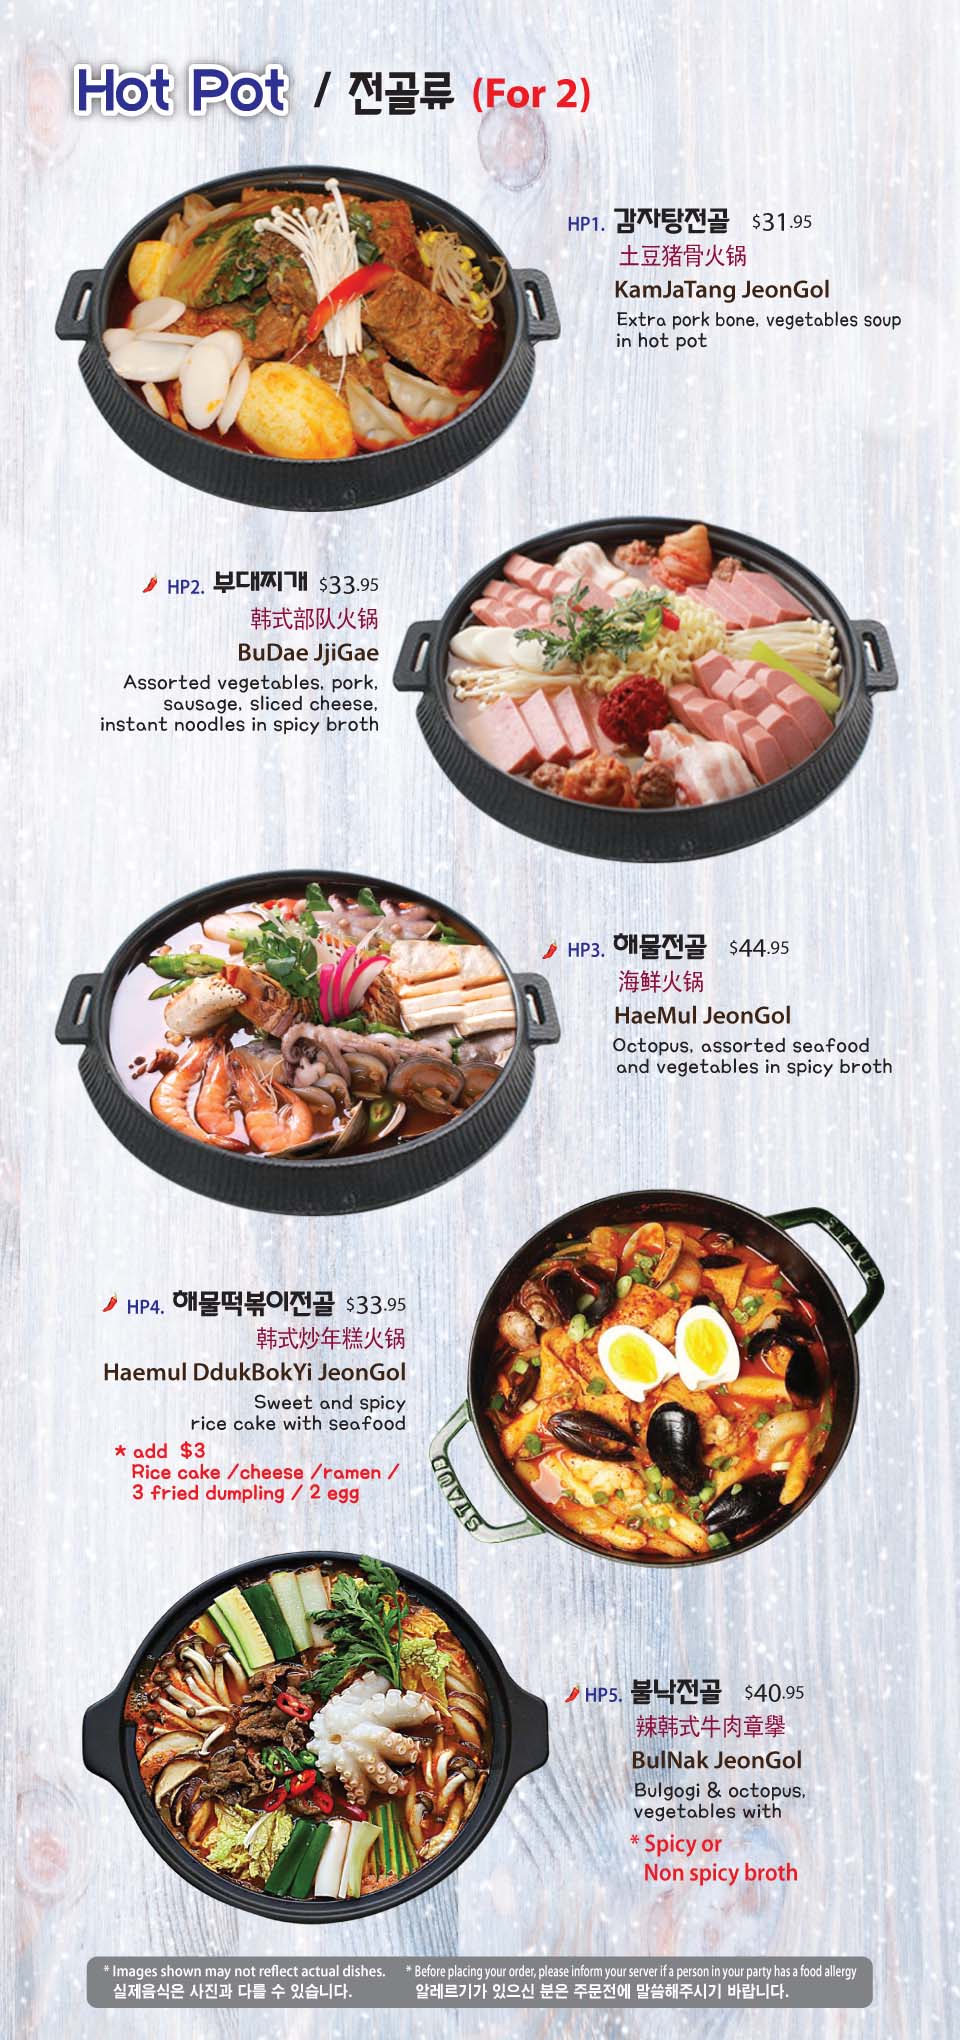 Hot Pot / 전골류 (For 2)
HP1. 감자탕전골 $31.95
土豆猪骨火锅
KamJaTang JeonGol
Extra pork bone, vegetables soup
in hot pot
HP2. 부대찌개 $33.95
韩式部队火锅
BuDae JjiGae
Assorted vegetables, pork,
sausage, sliced cheese,
instant noodles in spicy broth
HP3. 해물전골 $44.95
海鲜火锅
HaeMul JeonGol
Octopus, assorted seafood
and vegetables in spicy broth
HP4. 해물떡볶이전골 $33.95
韩式炒年糕火锅
Haemul DdukBokYi JeonGol
Sweet and spicy
rice cake with seafood
* add $3
Rice cake /cheese /ramen /
3 fried dumpling / 2 egg
STAUB
STAUB
HP5. 불낙전골 $40.95
辣韩式牛肉章擧
BulNak JeonGol
Bulgogi & octopus,
vegetables with
* Spicy or
Non spicy broth
* Images shown may not reflect actual dishes.
실제음식은 사진과 다를 수 있습니다.
* Before placing your order, please inform your server if a person in your party has a food allergy
알레르기가 있으신 분은 주문전에 말씀해주시기 바랍니다.